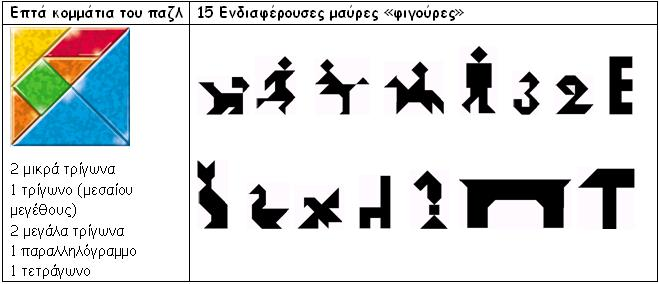 Επτά κομμάτια του παζλ
15 Ενδιαφέρουσες μαύρες «φιγούρες»
2 μικρά τρίγωνα
1 τρίγωνο (μεσαίου
μεγέθους)
2 μεγάλα τρίγωνα
1 παραλληλόγραμμο
1 τετράγωνο